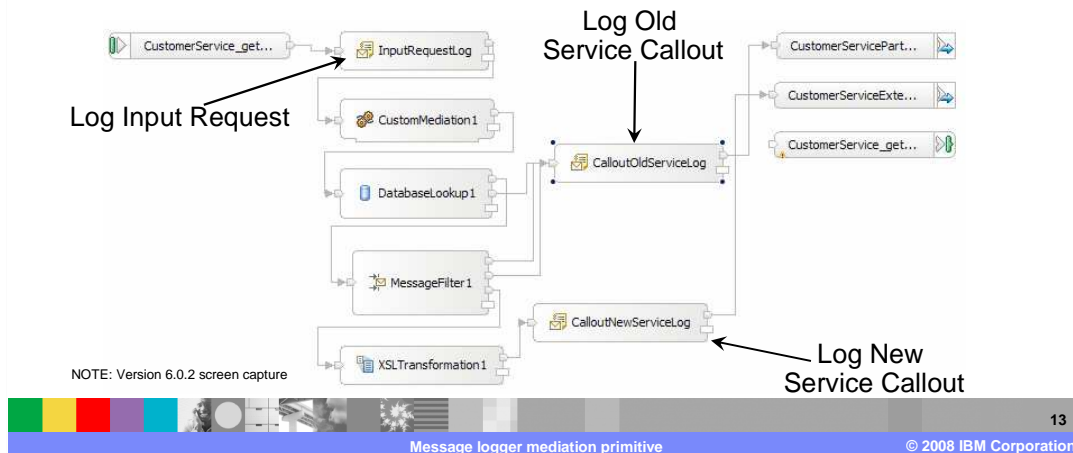 Log Old
Service Callout
CustomerService_get...
InputRequestLog
CustomerServicePart...
Log Input Request
CustomerServiceExte...
CustomMediation1
CustomerService_get...
CalloutOldServiceLog
DatabaseLookup1
MessageFilter1
CalloutNewServiceLog
XSLTransformation1
Log New
Service Callout
NOTE: Version 6.0.2 screen capture
13
Message logger mediation primitive
© 2008 IBM Corporation